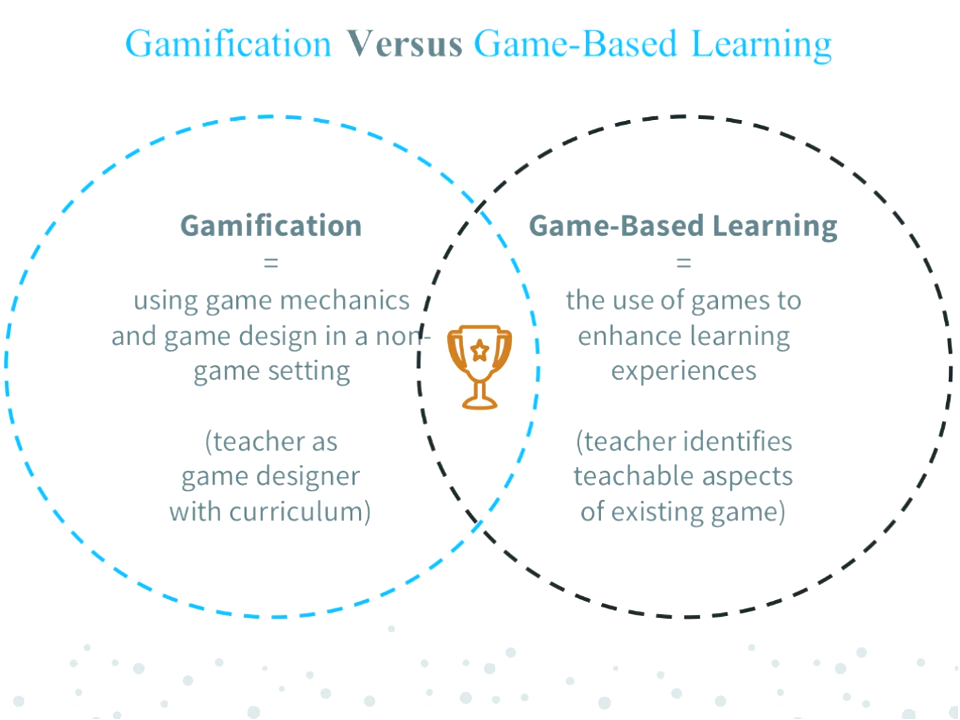 Gamification Versus Game-Based Learning
Gamification
=
using game mechanics
and game design in a non-
game setting
(teacher as
game designer
with curriculum)
Game-Based Learning
=
the use of games to
enhance learning
experiences
(teacher identifies
teachable aspects
of existing game)